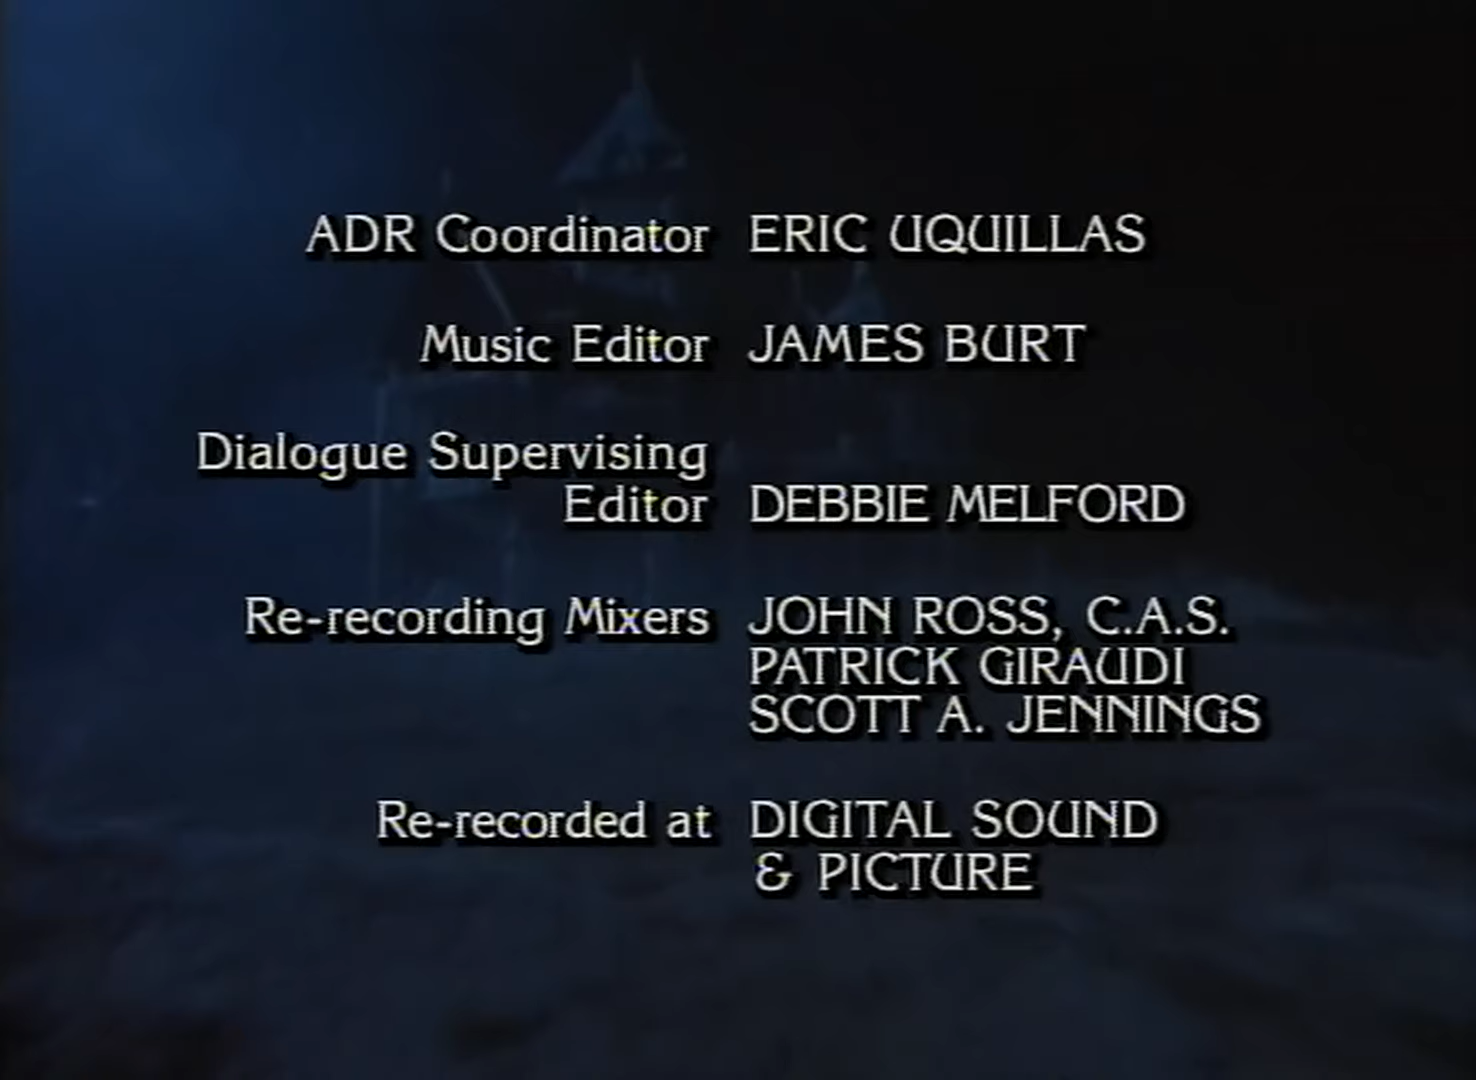 ADR Coordinator ERIC UQUILLAS
Music Editor JAMES BURT
Dialogue Supervising
Editor DEBBIE MELFORD
Re-recording Mixers JOHN ROSS, C.A.S.
PATRICK GIRAUDI
SCOTT A. JENNINGS
Re-recorded at DIGITAL SOUND
& PICTURE